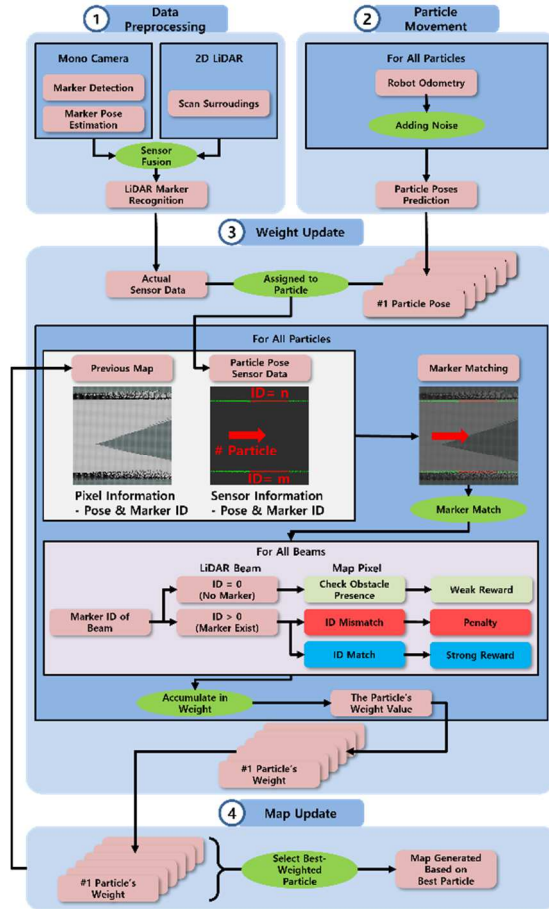 1
Data
Preprocessing
Mono Camera
Marker Detection
Marker Pose
Estimation
2D LiDAR
Scan Surroudings
Sensor
Fusion
LiDAR Marker
Recognition
2
Particle
Movement
For All Particles
Robot Odometry
Adding Noise
Particle Poses
Prediction
3
Weight Update
Actual
Sensor Data
Assigned to
Particle
#1 Particle Pose
For All Particles
Previous Map
Pixel Information
- Pose & Marker ID
Particle Pose
Sensor Data
ID= n
# Particle
ID= m
Sensor Information
- Pose & Marker ID
Marker Matching
Marker Match
For All Beams
LiDAR Beam
Map Pixel
Marker ID of
Beam
ID = 0
(No Marker)
Check Obstacle
Presence
Weak Reward
ID > 0
(Marker Exist)
ID Mismatch
Penalty
ID Match
Strong Reward
Accumulate in
Weight
The Particle's
Weight Value
#1 Particle's
Weight
4
Map Update
#1 Particle's
Weight
Select Best-
Weighted
Particle
Map Generated
Based on
Best Particle